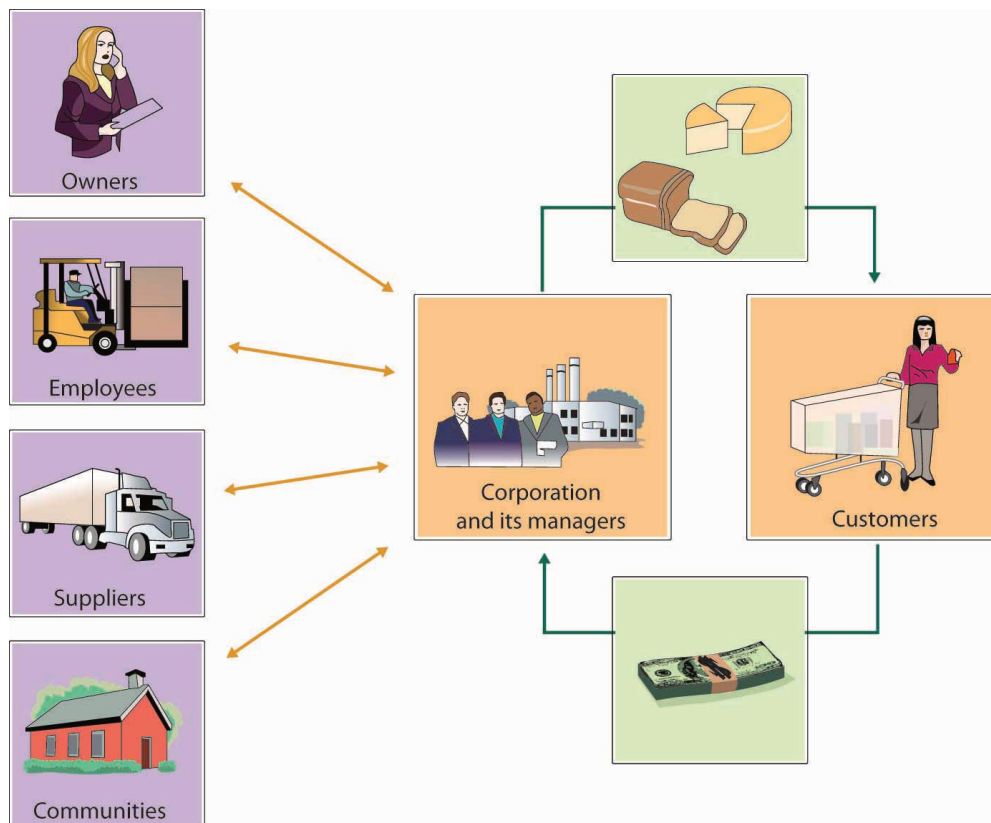 Owners
Employees
Suppliers
Communities
Corporation
and its managers
Customers